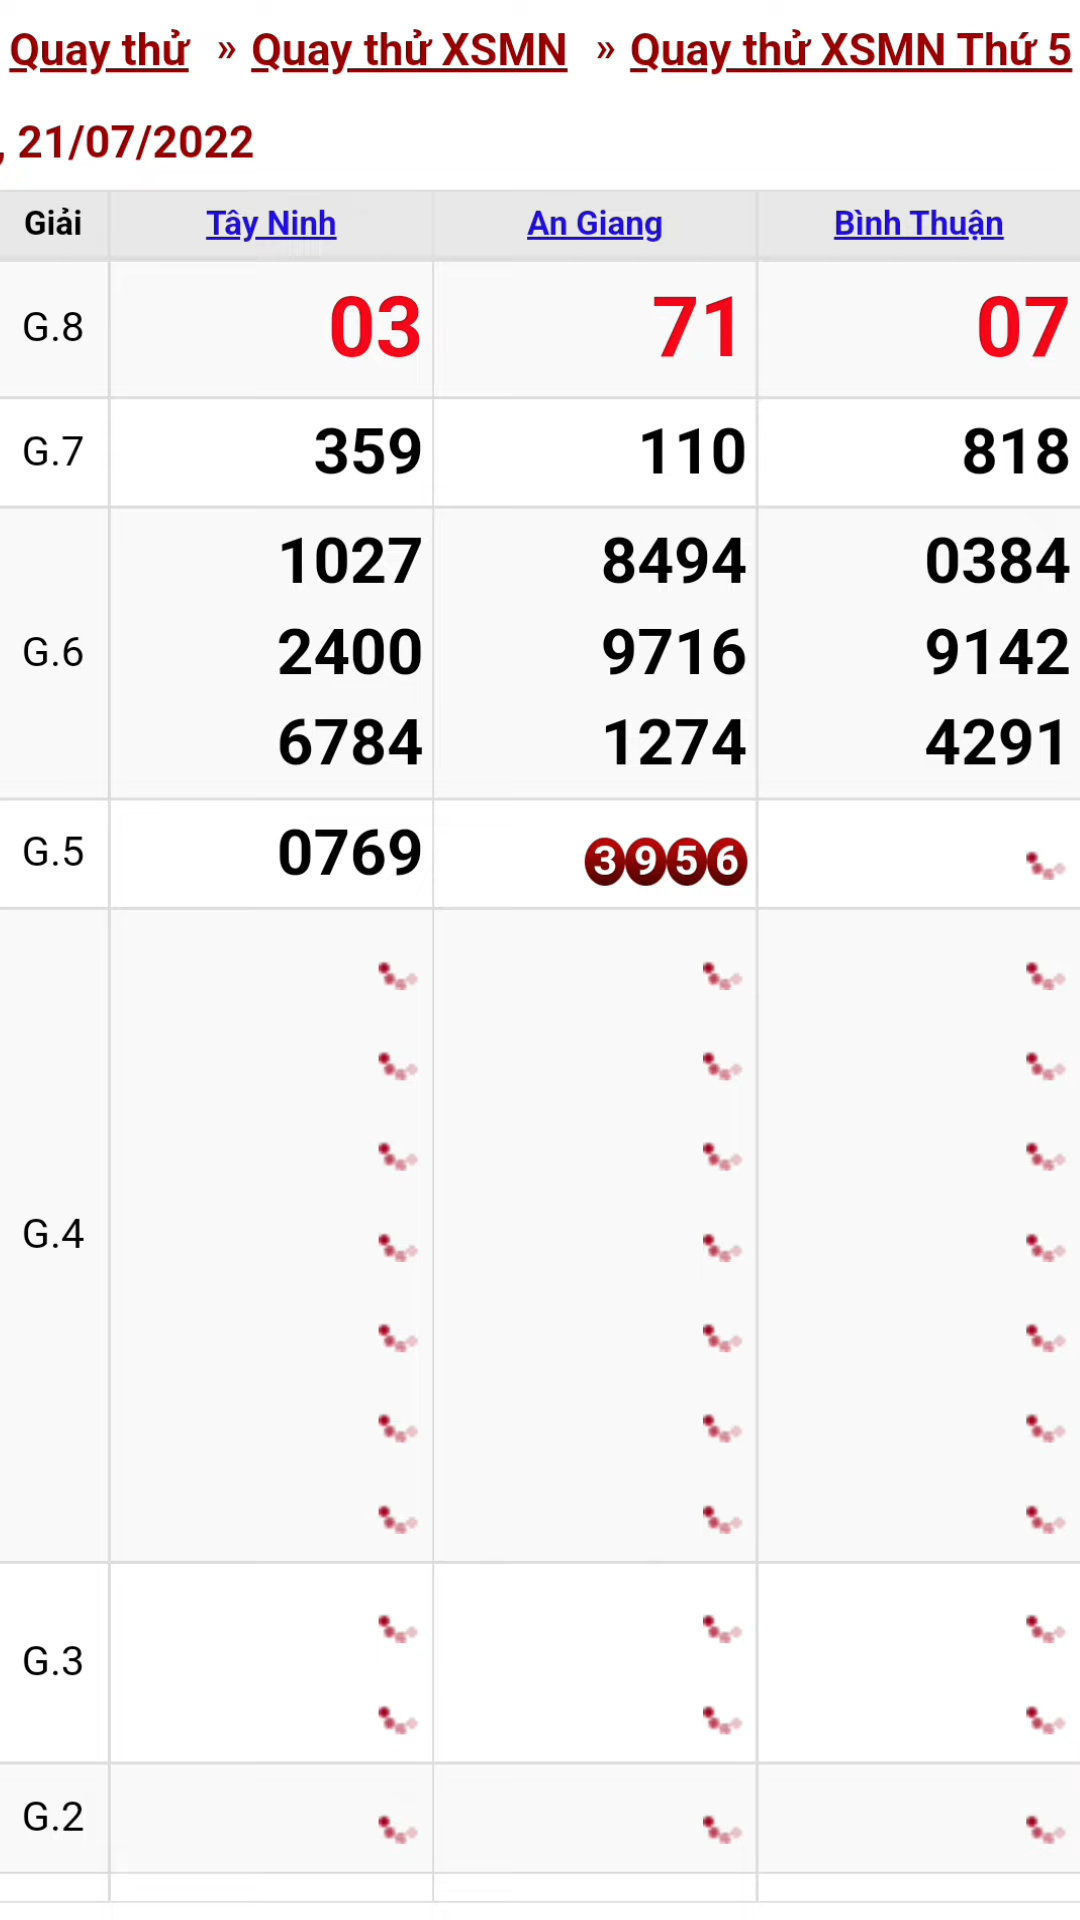 Quay thử » Quay thử XSMN » Quay thử XSMN Thứ 5
, 21/07/2022
Giải Tây Ninh An Giang Bình Thuận
G.8 03 71 07
G.7 359 110 818
1027 8494 0384
G.6 2400 9716 9142
6784 1274 4291
G.5 0769 3956
G.4
G.3
G.2